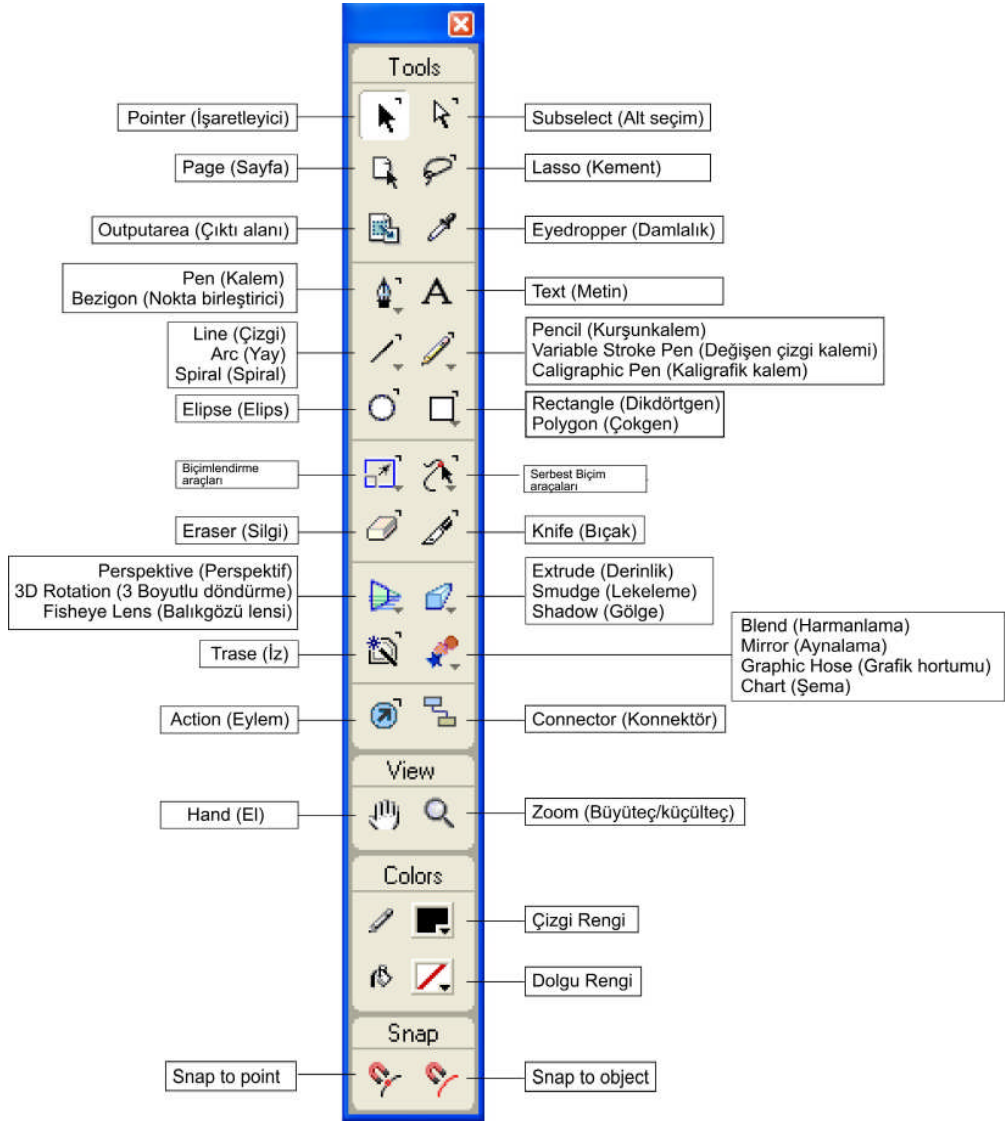 Tools
Pointer (İşaretleyici)
Subselect (Alt seçim)
Page (Sayfa)
Lasso (Kement)
Outputarea (Çıktı alanı)
Eyedropper (Damlalık)
Pen (Kalem)
Bezigon (Nokta birleştirici)
Text (Metin)
Line (Çizgi)
Arc (Yay)
Spiral (Spiral)
Pencil (Kurşunkalem)
Variable Stroke Pen (Değişen çizgi kalemi)
Caligraphic Pen (Kaligrafik kalem)
Elipse (Elips)
Rectangle (Dikdörtgen)
Polygon (Çokgen)
Biçimlendirme
araçları
Serbest Biçim
araçaları
Eraser (Silgi)
Knife (Bıçak)
Perspektive (Perspektif)
3D Rotation (3 Boyutlu döndürme)
Fisheye Lens (Balıkgözü lensi)
Extrude (Derinlik)
Smudge (Lekeleme)
Shadow (Gölge)
Trase (İz)
Blend (Harmanlama)
Mirror (Aynalama)
Graphic Hose (Grafik hortumu)
Chart (Şema)
Action (Eylem)
Connector (Konnektör)
View
Hand (El)
Zoom (Büyüteç/küçülteç)
Colors
Çizgi Rengi
Dolgu Rengi
Snap
Snap to point
Snap to object